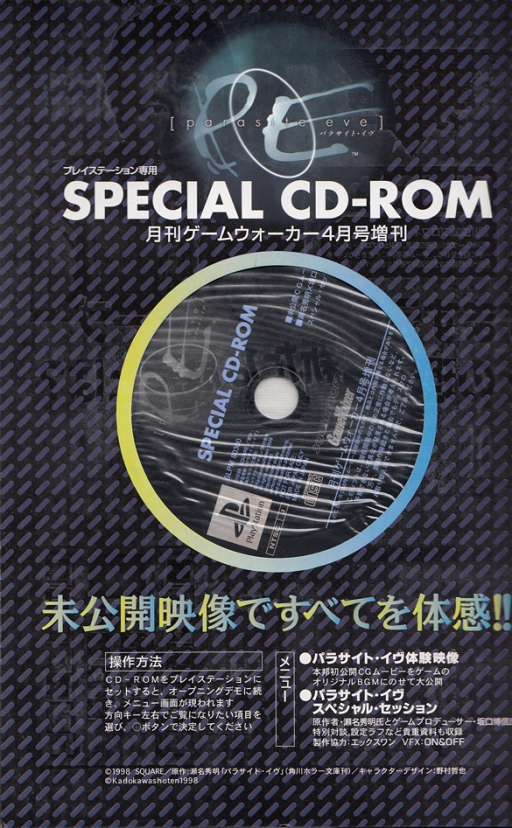 PE
[ parasite eve ]
パラサイト・イヴ
TM
プレイステーション専用
SPECIAL CD-ROM
月刊ゲームウォーカー4月号増刊
PE
SPECIAL CD-ROM
GameWalker
PlayStation
未公開映像ですべてを体感!!
操作方法
CD-ROMをプレイステーションに
セットすると、オープニングデモに続
き、メニュー画面が現われます
方向キー左右でご覧になりたい項目を
選び、○ボタンで決定してください
メニュー
●パラサイト・イヴ体験映像
本邦初公開CGムービーをゲームの
オリジナルBGMにのせて大公開
●パラサイト・イヴ
スペシャル・セッション
原作者・瀬名秀明氏とゲームプロデューサー・坂口博信氏
特別対談,設定ラフなど貴重資料も収録
製作協力:エックスワン VFX:ON&OFF
©1998 SQUARE/原作:瀬名秀明「パラサイト・イヴ」(角川ホラー文庫刊)/キャラクターデザイン:野村哲也
©Kadokawashoten1998